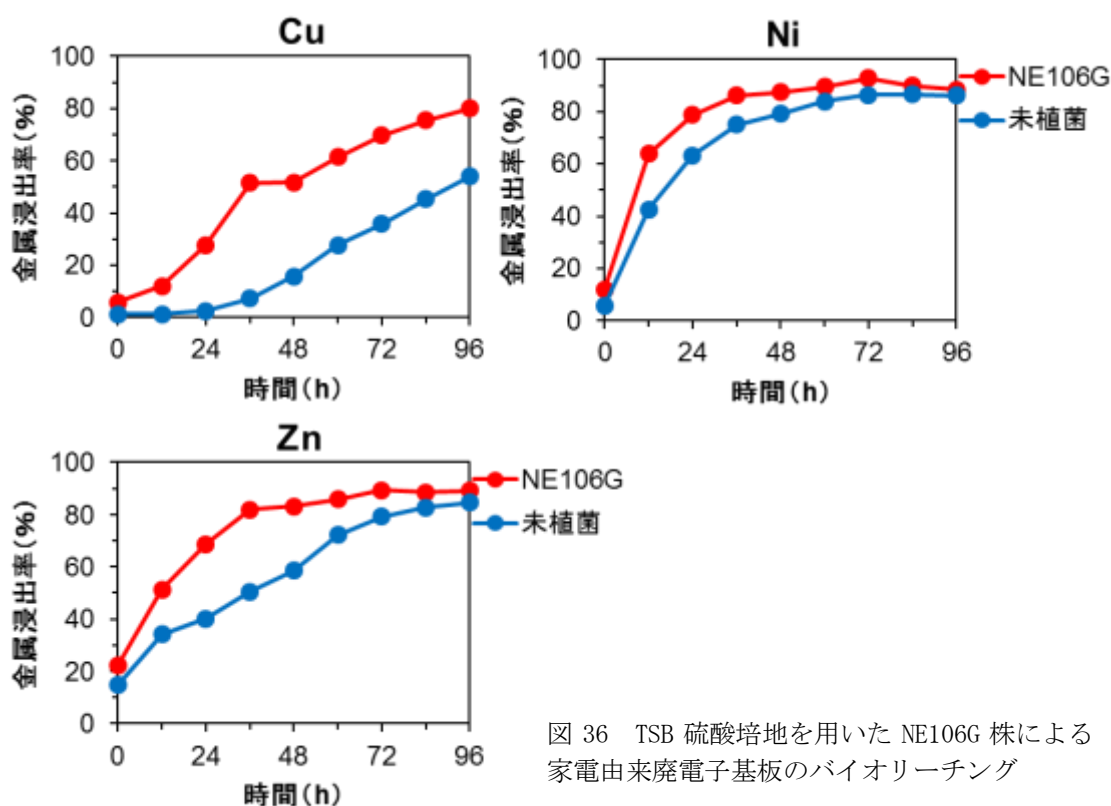 Cu
100
80
60
40
20
0
金属浸出率(%)
0 24 48 72 96
時間(h)
Ni
100
80
60
40
20
0
金属浸出率(%)
0 24 48 72 96
時間(h)
NE106G
未植菌
Zn
100
80
60
40
20
0
金属浸出率(%)
0 24 48 72 96
時間(h)
NE106G
未植菌
図 36 TSB 硫酸培地を用いた NE106G 株による
家電由来廃電子基板のバイオリーチング